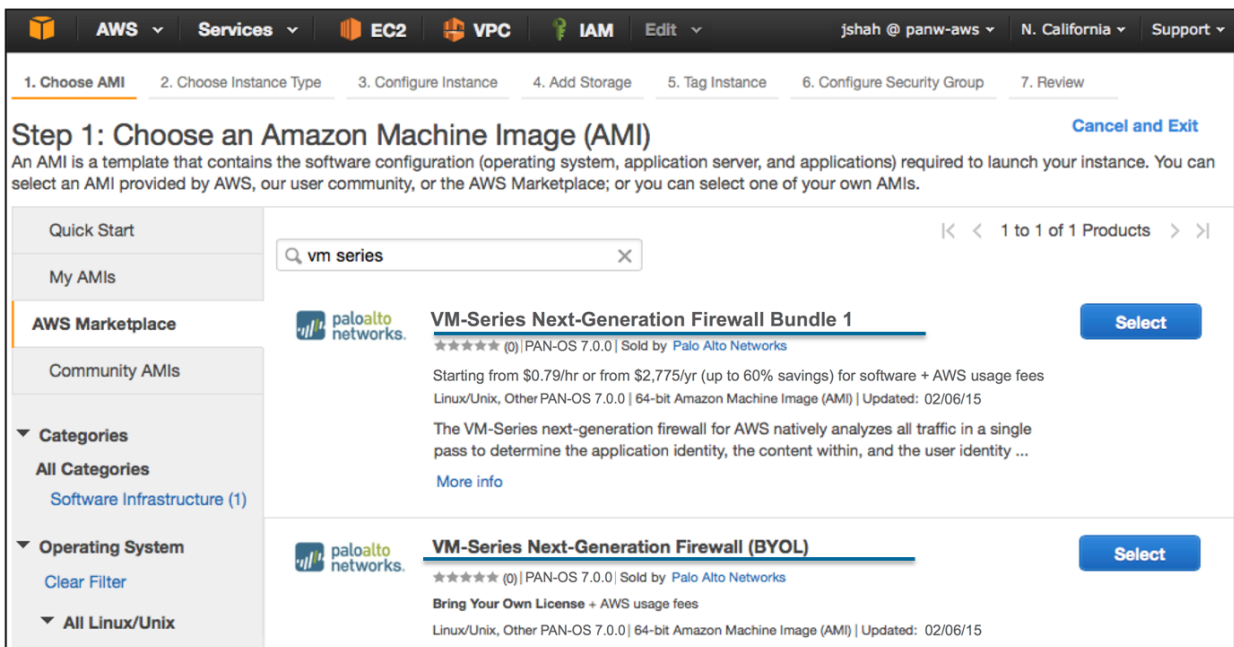 AWS Services EC2 VPC IAM Edit jshah @ panw-aws N. California Support
1. Choose AMI 2. Choose Instance Type 3. Configure Instance 4. Add Storage 5. Tag Instance 6. Configure Security Group 7. Review
Step 1: Choose an Amazon Machine Image (AMI)
Cancel and Exit
An AMI is a template that contains the software configuration (operating system, application server, and applications) required to launch your instance. You can
select an AMI provided by AWS, our user community, or the AWS Marketplace; or you can select one of your own AMIs.
Quick Start
My AMIs
AWS Marketplace
Community AMIs
Categories
All Categories
Software Infrastructure (1)
Operating System
Clear Filter
All Linux/Unix
1 to 1 of 1 Products
vm series
paloalto
networks.
VM-Series Next-Generation Firewall Bundle 1
Select
(0) | PAN-OS 7.0.0 | Sold by Palo Alto Networks
Starting from $0.79/hr or from $2,775/yr (up to 60% savings) for software + AWS usage fees
Linux/Unix, Other PAN-OS 7.0.0 | 64-bit Amazon Machine Image (AMI) | Updated: 02/06/15
The VM-Series next-generation firewall for AWS natively analyzes all traffic in a single
pass to determine the application identity, the content within, and the user identity ...
More info
paloalto
networks.
VM-Series Next-Generation Firewall (BYOL)
Select
(0) | PAN-OS 7.0.0 | Sold by Palo Alto Networks
Bring Your Own License + AWS usage fees
Linux/Unix, Other PAN-OS 7.0.0 | 64-bit Amazon Machine Image (AMI) | Updated: 02/06/15